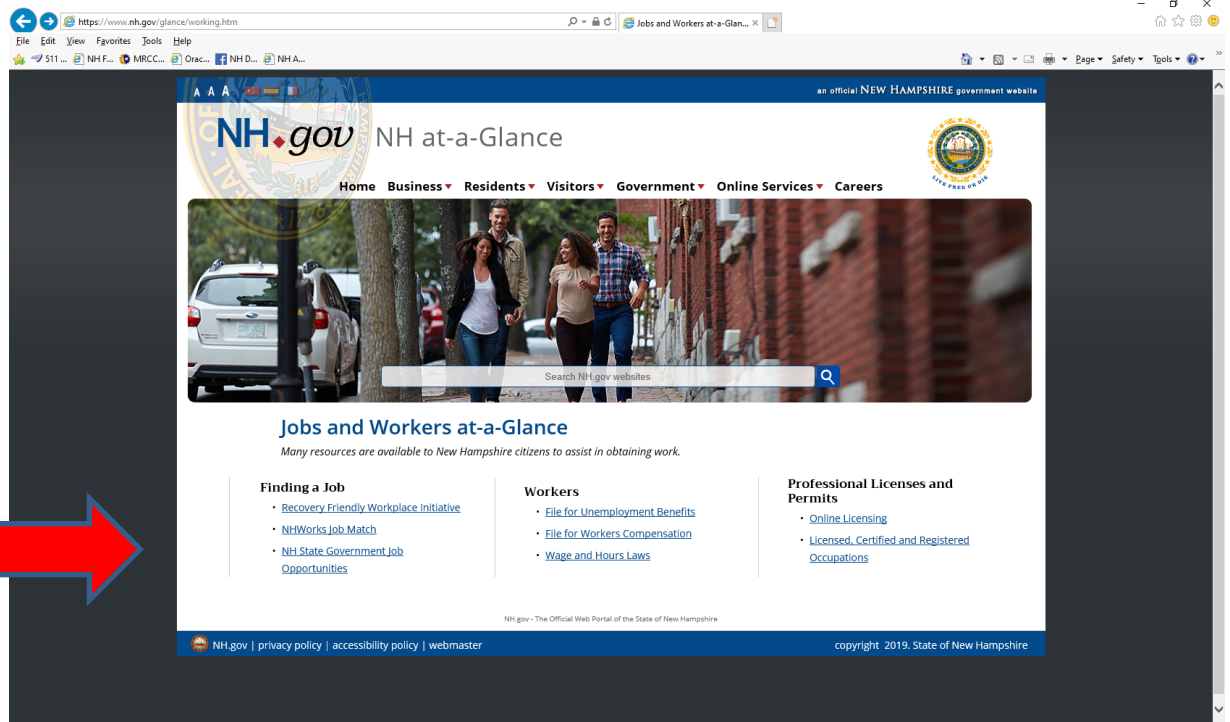 https://www.nh.gov/glance/working.htm
Jobs and Workers at-a-Glan...
File Edit View Favorites Tools Help
511 ... NH F... MRCC... Orac... NH D... NH A...
Page Safety Tools
A A A
an official NEW HAMPSHIRE government website
NH.gov NH at-a-Glance
LIVE FREE OR DIE
Home Business Residents Visitors Government Online Services Careers
1776
Search NH.gov websites
Jobs and Workers at-a-Glance
Many resources are available to New Hampshire citizens to assist in obtaining work.
Finding a Job
• Recovery Friendly Workplace Initiative
• NHWorks Job Match
• NH State Government Job
Opportunities
Workers
• File for Unemployment Benefits
• File for Workers Compensation
• Wage and Hours Laws
Professional Licenses and
Permits
• Online Licensing
• Licensed, Certified and Registered
Occupations
NH.gov - The Official Web Portal of the State of New Hampshire
NH.gov | privacy policy | accessibility policy | webmaster
copyright 2019. State of New Hampshire